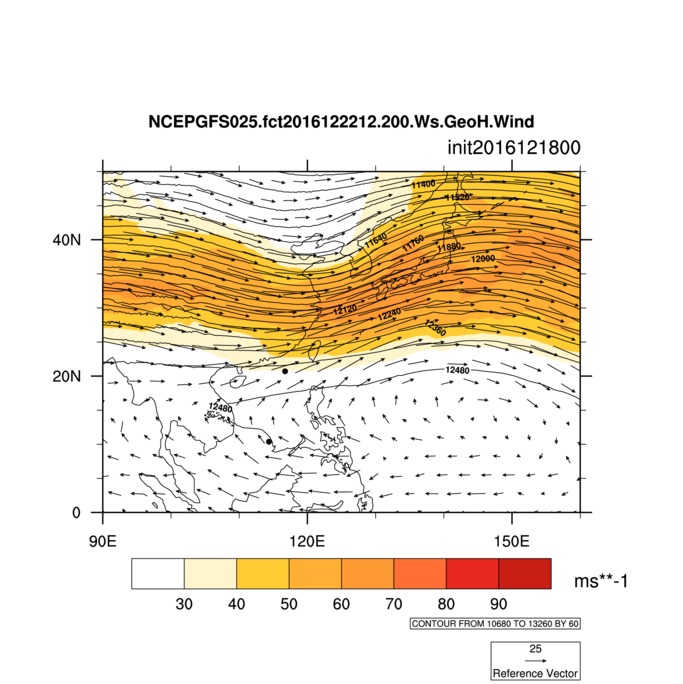 NCEPGFS025.fct2016122212.200.Ws.GeoH.Wind
init2016121800
11400
11520
40N
11640
11760
11880
12000
12120
12240
12360
20N
12480
12480
0
90E 120E 150E
30 40 50 60 70 80 90
ms**-1
CONTOUR FROM 10680 TO 13260 BY 60
25
Reference Vector